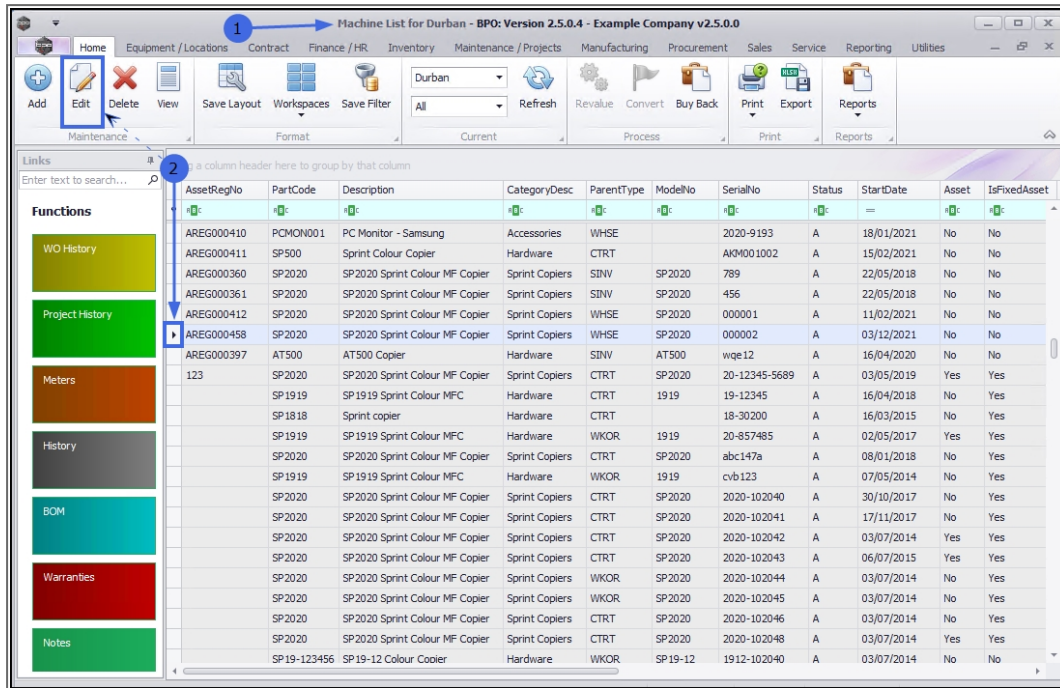 1
Machine List for Durban - BPO: Version 2.5.0.4 - Example Company v2.5.0.0
Home Equipment / Locations Contract Finance / HR Inventory Maintenance / Projects Manufacturing Procurement Sales Service Reporting Utilities
Durban
All
Add Edit Delete View Save Layout Workspaces Save Filter Refresh Revalue Convert Buy Back Print Export Reports
Maintenance Format Current Process Print Reports
Links
2
a column header here to group by that column
Enter text to search...
AssetRegNo PartCode Description CategoryDesc ParentType ModelNo SerialNo Status StartDate Asset IsFixedAsset
Functions
AREG000410 PCMON001 PC Monitor - Samsung Accessories WHSE 2020-9193 A 18/01/2021 No No
WO History
AREG000411 SP500 Sprint Colour Copier Hardware CTRT AKM001002 A 15/02/2021 No No
AREG000360 SP2020 SP2020 Sprint Colour MF Copier Sprint Copiers SINV SP2020 789 A 22/05/2018 No No
AREG000361 SP2020 SP2020 Sprint Colour MF Copier Sprint Copiers SINV SP2020 456 A 22/05/2018 No No
Project History
AREG000412 SP2020 SP2020 Sprint Colour MF Copier Sprint Copiers WHSE SP2020 000001 A 11/02/2021 No No
AREG000458 SP2020 SP2020 Sprint Colour MF Copier Sprint Copiers WHSE SP2020 000002 A 03/12/2021 No No
AREG000397 AT500 AT500 Copier Hardware SINV AT500 wqe12 A 16/04/2020 No No
Meters
123 SP2020 SP2020 Sprint Colour MF Copier Sprint Copiers CTRT SP2020 20-12345-5689 A 03/05/2019 Yes Yes
SP1919 SP1919 Sprint Colour MFC Hardware CTRT 1919 19-12345 A 16/04/2018 No Yes
SP1818 Sprint copier Hardware CTRT 18-30200 A 16/03/2015 No Yes
History
SP1919 SP1919 Sprint Colour MFC Hardware WKOR 1919 20-857485 A 02/05/2017 Yes Yes
SP2020 SP2020 Sprint Colour MF Copier Hardware CTRT SP2020 abc147a A 08/01/2018 No Yes
SP1919 SP1919 Sprint Colour MFC Hardware WKOR 1919 cvb123 A 07/05/2014 No Yes
SP2020 SP2020 Sprint Colour MF Copier Sprint Copiers CTRT SP2020 2020-102040 A 30/10/2017 No Yes
BOM
SP2020 SP2020 Sprint Colour MF Copier Sprint Copiers CTRT SP2020 2020-102041 A 17/11/2017 No Yes
SP2020 SP2020 Sprint Colour MF Copier Sprint Copiers CTRT SP2020 2020-102042 A 03/07/2014 Yes Yes
SP2020 SP2020 Sprint Colour MF Copier Sprint Copiers CTRT SP2020 2020-102043 A 06/07/2015 Yes Yes
Warranties
SP2020 SP2020 Sprint Colour MF Copier Sprint Copiers WKOR SP2020 2020-102044 A 03/07/2014 No Yes
SP2020 SP2020 Sprint Colour MF Copier Sprint Copiers WKOR SP2020 2020-102045 A 03/07/2014 No Yes
SP2020 SP2020 Sprint Colour MF Copier Sprint Copiers CTRT SP2020 2020-102046 A 03/07/2014 No Yes
Notes
SP2020 SP2020 Sprint Colour MF Copier Sprint Copiers CTRT SP2020 2020-102048 A 03/07/2014 Yes Yes
SP19-123456 SP19-12 Colour Copier Hardware WKOR SP19-12 1912-102040 A 03/07/2014 No No